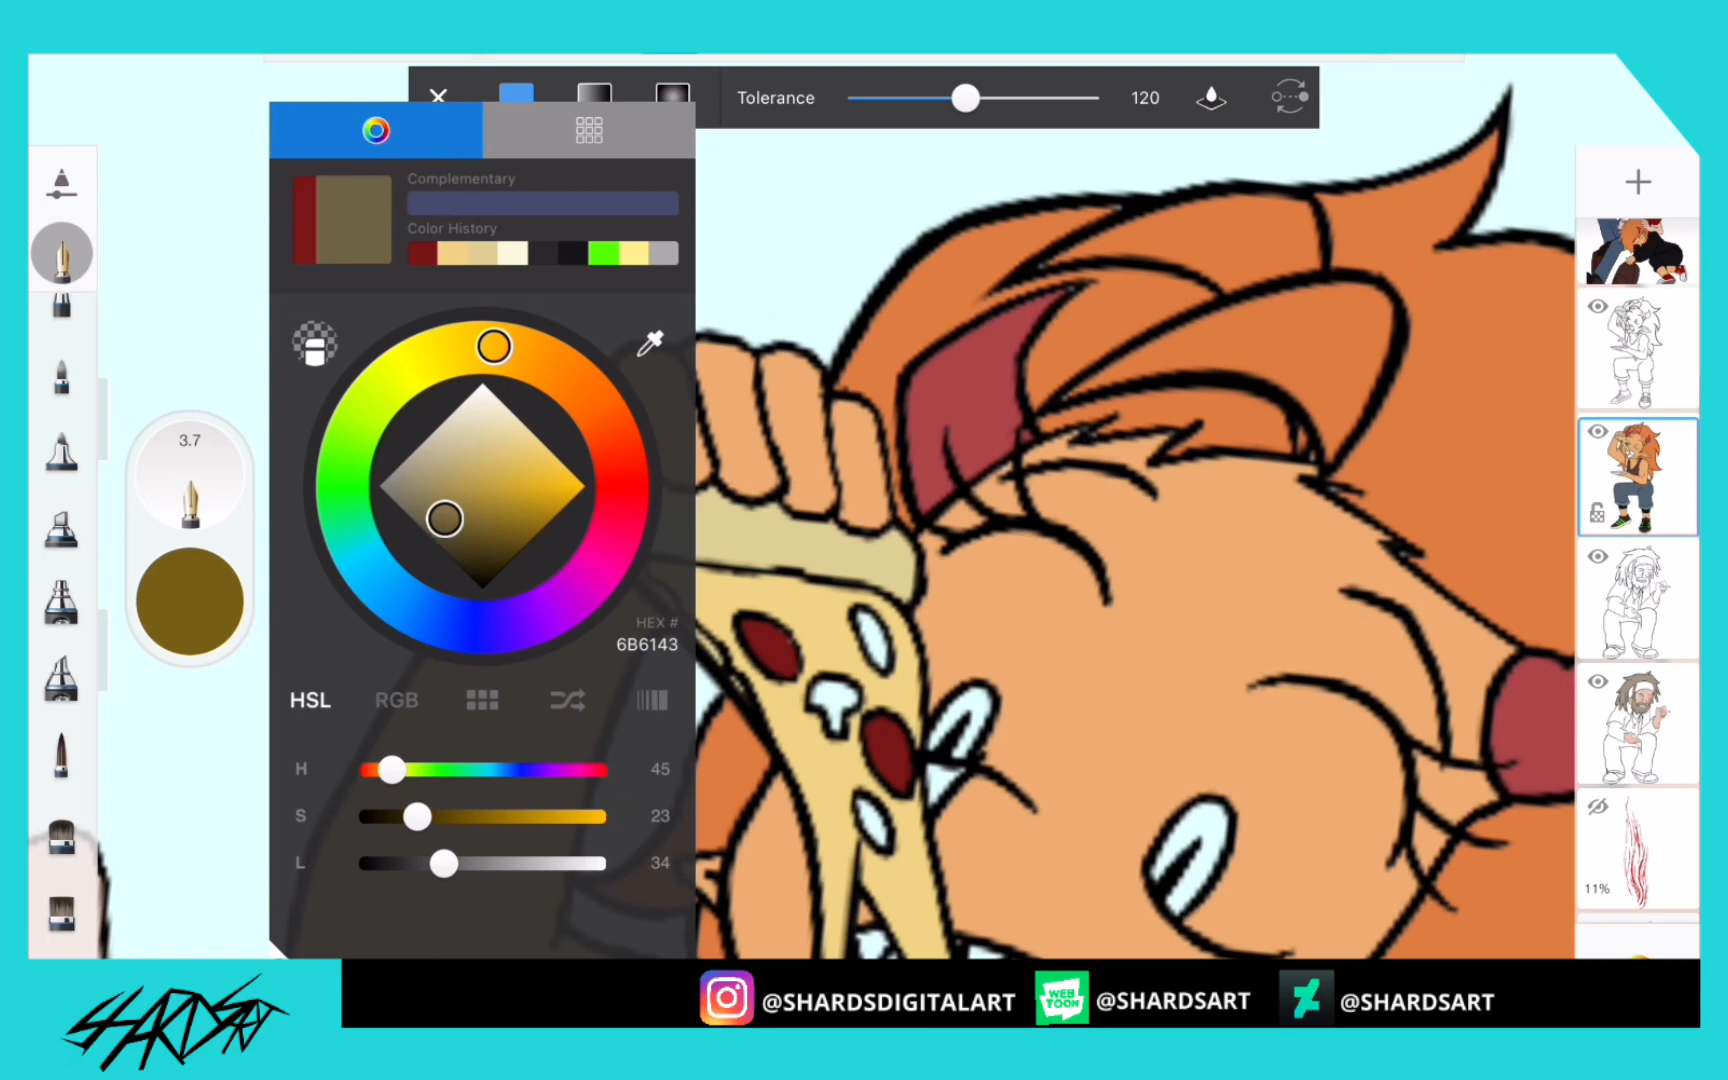 Tolerance 120
Complementary
Color History
3.7
HEX #
6B6143
HSL RGB
H 45
S 23
L 34
11%
SHARDSART
@SHARDSDIGITALART
WEB
TOON
@SHARDSART
@SHARDSART